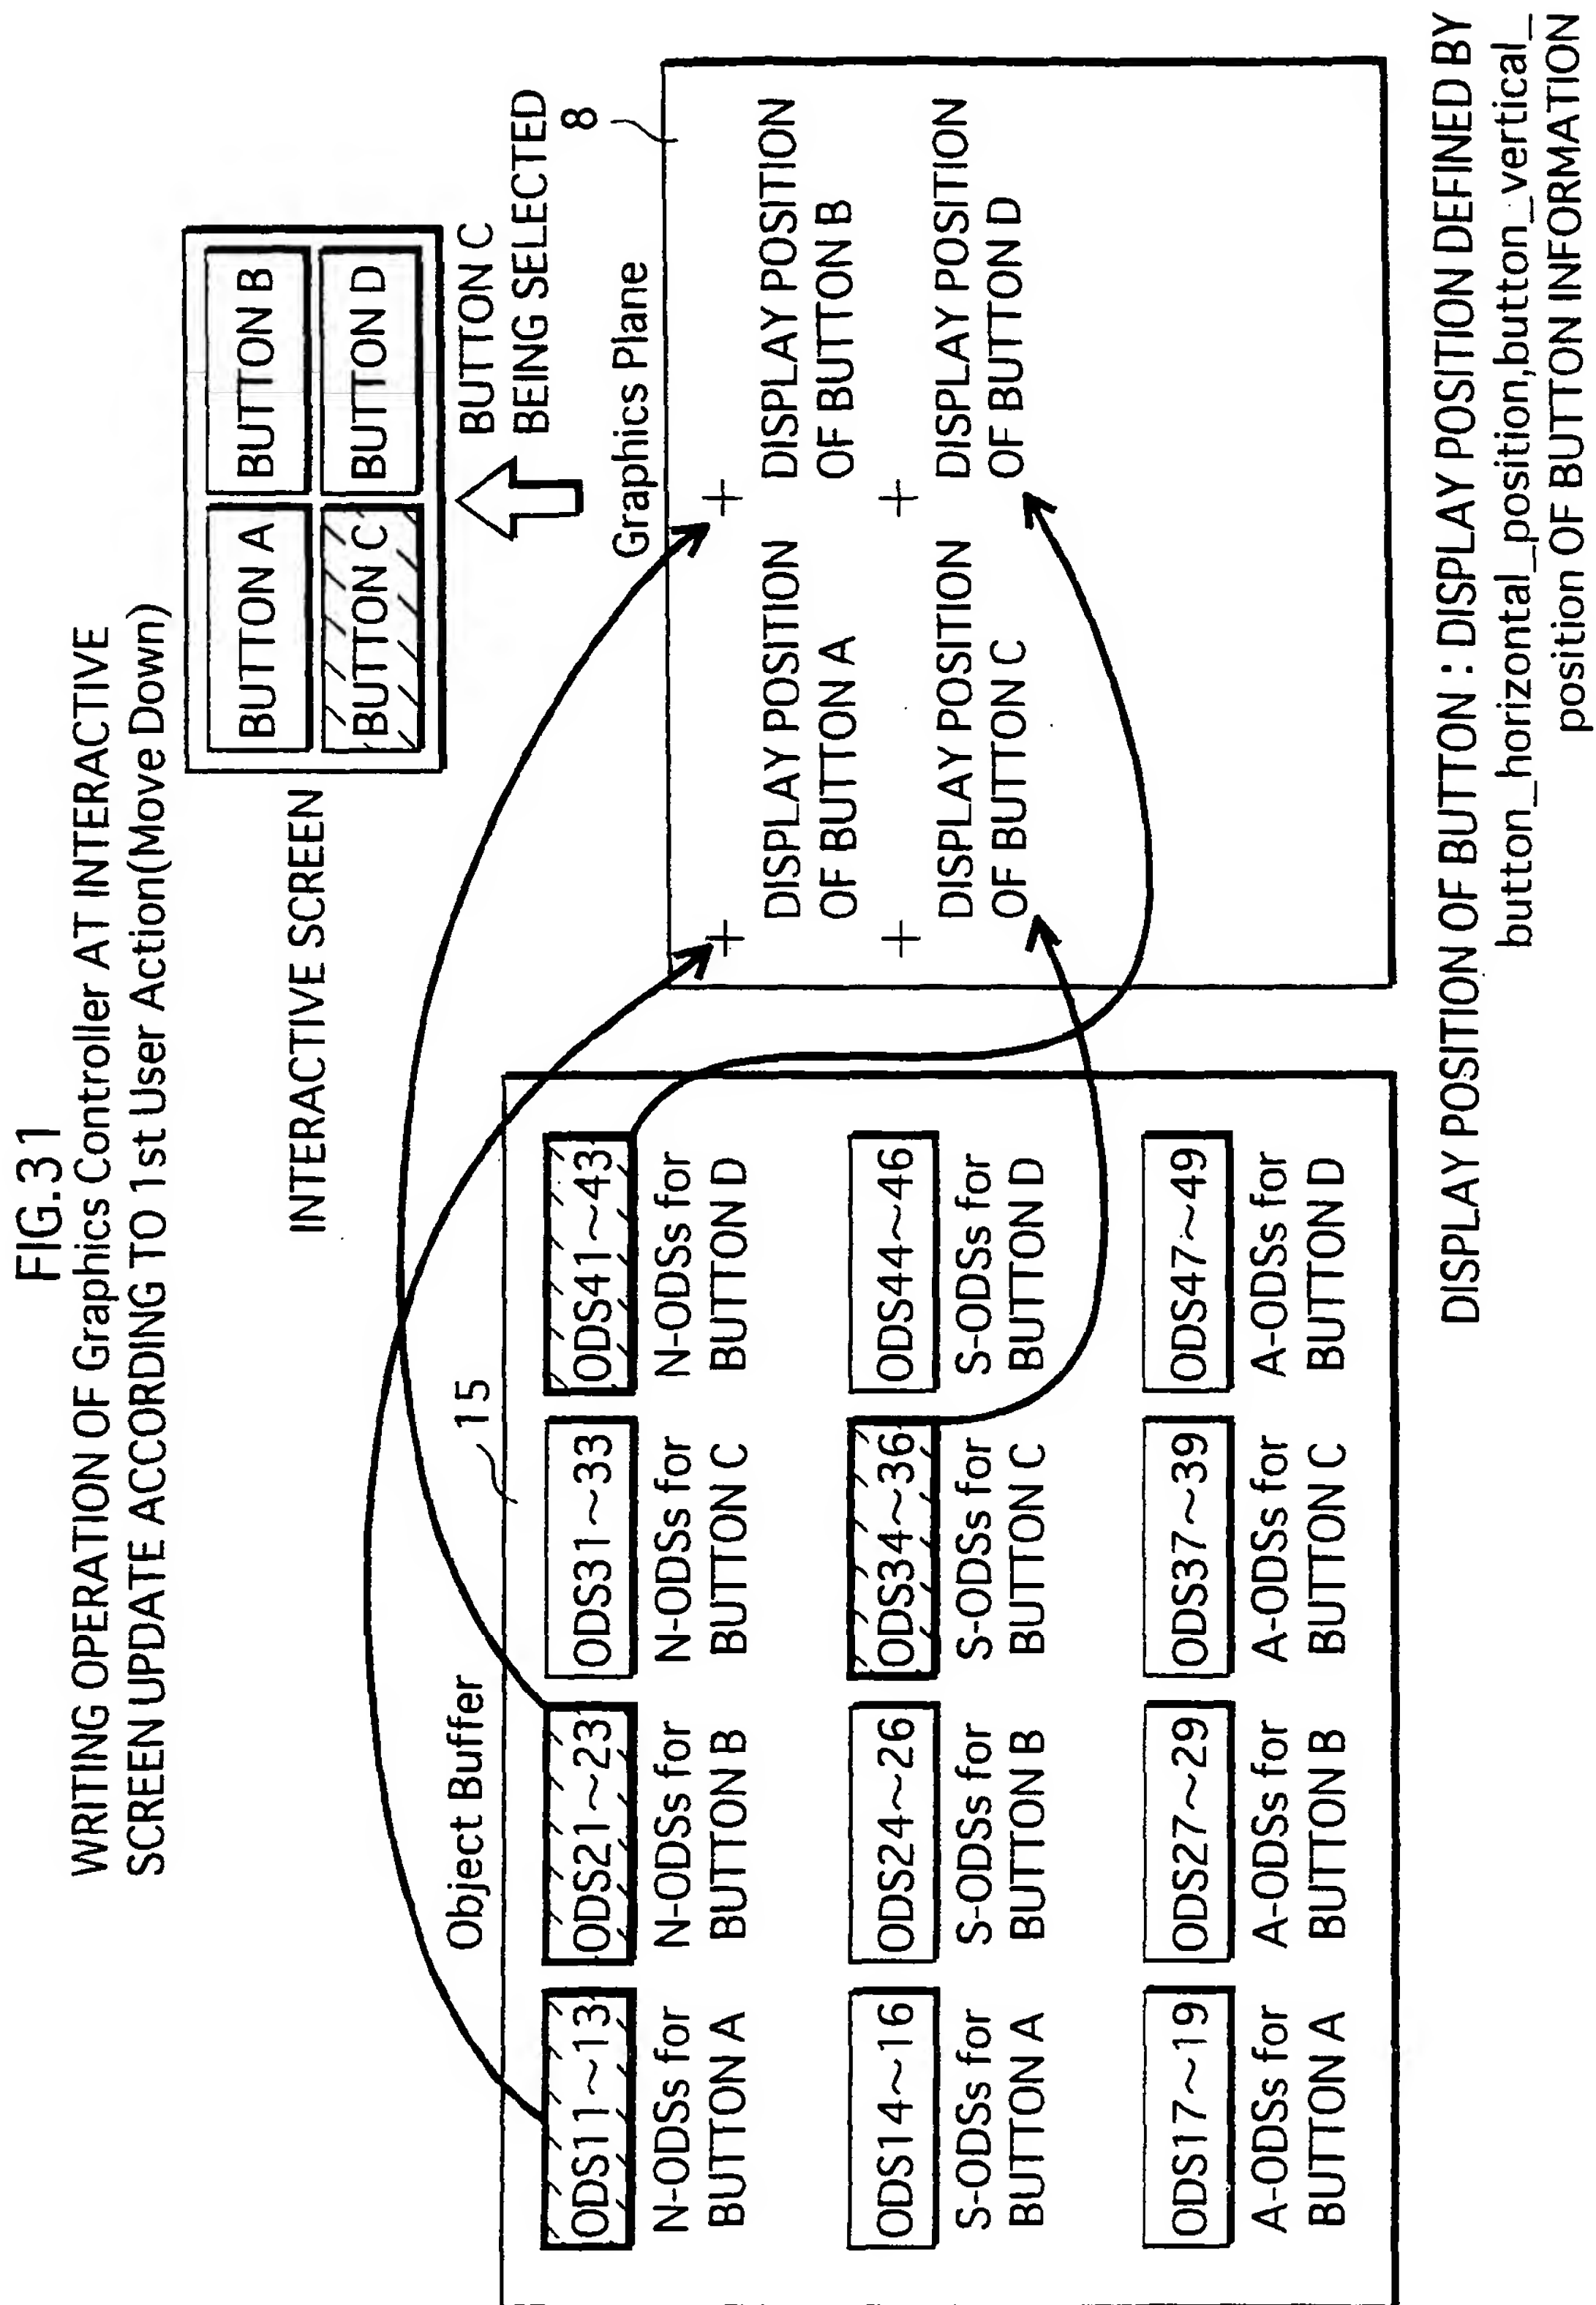 FIG.31
WRITING OPERATION OF Graphics Controller AT INTERACTIVE
SCREEN UPDATE ACCORDING TO 1st User Action(Move Down)
INTERACTIVE SCREEN
BUTTON A
BUTTON B
BUTTON C
BUTTON D
BUTTON C
BEING SELECTED
Object Buffer
15
ODS11~13
ODS21~23
ODS31~33
ODS41~43
N-ODSs for
BUTTON A
N-ODSs for
BUTTON B
N-ODSs for
BUTTON C
N-ODSs for
BUTTON D
ODS14~16
ODS24~26
ODS34~36
ODS44~46
S-ODSs for
BUTTON A
S-ODSs for
BUTTON B
S-ODSs for
BUTTON C
S-ODSs for
BUTTON D
ODS17~19
ODS27~29
ODS37~39
ODS47~49
A-ODSs for
BUTTON A
A-ODSs for
BUTTON B
A-ODSs for
BUTTON C
A-ODSs for
BUTTON D
Graphics Plane
8
DISPLAY POSITION
OF BUTTON A
DISPLAY POSITION
OF BUTTON B
DISPLAY POSITION
OF BUTTON C
DISPLAY POSITION
OF BUTTON D
DISPLAY POSITION OF BUTTON : DISPLAY POSITION DEFINED BY
button_horizontal_position,button_vertical_
position OF BUTTON INFORMATION